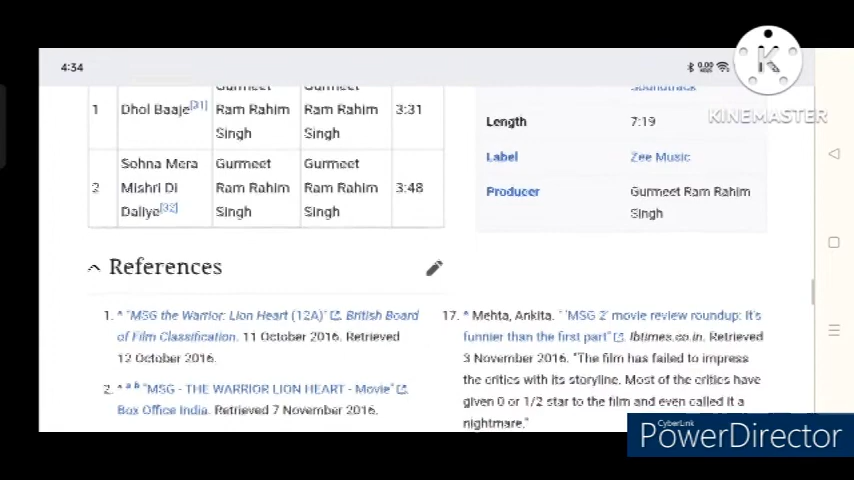 4:34
KINEMASTER
Gurmeet Gurmeet
1 Dhol Baaje[31] Ram Rahim Ram Rahim 3:31
Singh Singh
Sohna Mera Gurmeet Gurmeet
2 Mishri Di Ram Rahim Ram Rahim 3:48
Daliye[32] Singh Singh
soundtrack
Length 7:19
Label Zee Music
Producer Gurmeet Ram Rahim
Singh
References
1. ^ "MSG the Warrior: Lion Heart (12A)". British Board
of Film Classification. 11 October 2016. Retrieved
12 October 2016.
2. ^ a b "MSG - THE WARRIOR LION HEART - Movie".
Box Office India. Retrieved 7 November 2016.
17. ^ Mehta, Ankita. "'MSG 2' movie review roundup: It's
funnier than the first part". Ibtimes.co.in. Retrieved
3 November 2016. "The film has failed to impress
the critics with its storyline. Most of the critics have
given 0 or 1/2 star to the film and even called it a
nightmare."
CyberLink
PowerDirector